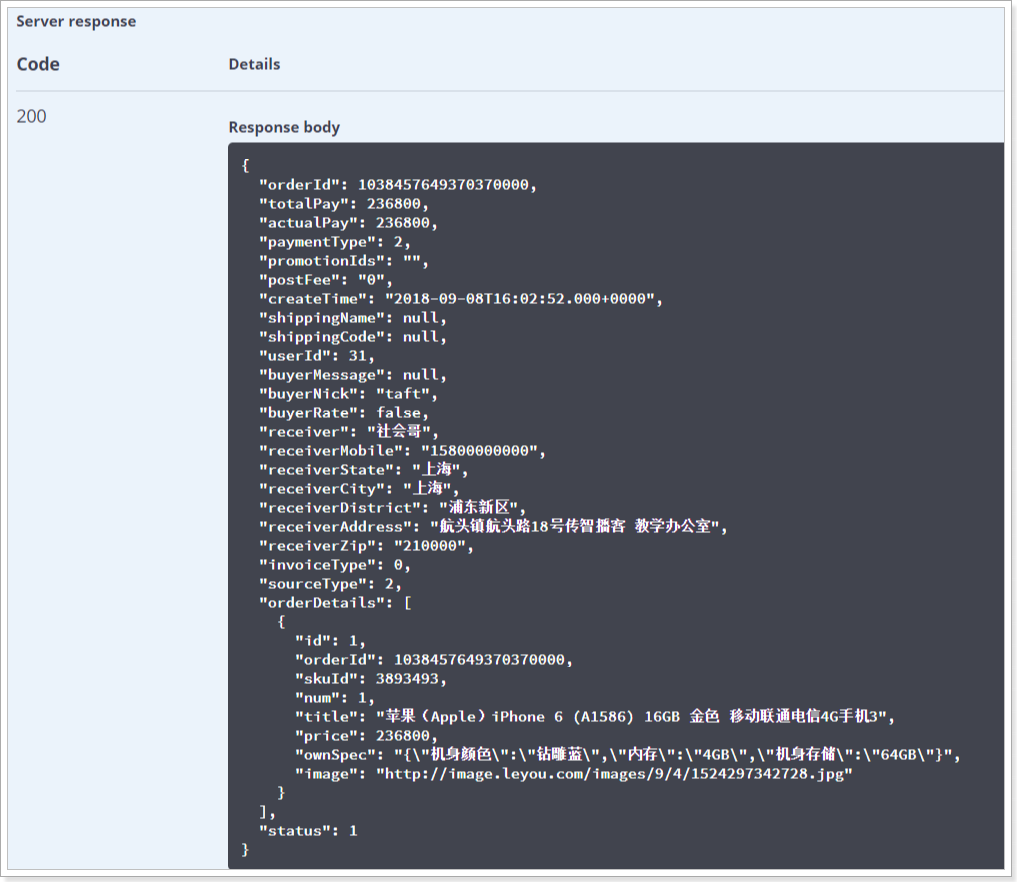 Server response
Code Details
200
Response body
{
  "orderId": 1038457649370370000,
  "totalPay": 236800,
  "actualPay": 236800,
  "paymentType": 2,
  "promotionIds": "",
  "postFee": "0",
  "createTime": "2018-09-08T16:02:52.000+0000",
  "shippingName": null,
  "shippingCode": null,
  "userId": 31,
  "buyerMessage": null,
  "buyerNick": "taft",
  "buyerRate": false,
  "receiver": "社会哥",
  "receiverMobile": "15800000000",
  "receiverState": "上海",
  "receiverCity": "上海",
  "receiverDistrict": "浦东新区",
  "receiverAddress": "航头镇航头路18号传智播客 教学办公室",
  "receiverZip": "210000",
  "invoiceType": 0,
  "sourceType": 2,
  "orderDetails": [
    {
      "id": 1,
      "orderId": 1038457649370370000,
      "skuId": 3893493,
      "num": 1,
      "title": "苹果（Apple）iPhone 6 (A1586) 16GB 金色 移动联通电信4G手机3",
      "price": 236800,
      "ownSpec": "{\"机身颜色\":\"钻雕蓝\",\"内存\":\"4GB\",\"机身存储\":\"64GB\"}",
      "image": "http://image.leyou.com/images/9/4/1524297342728.jpg"
    }
  ],
  "status": 1
}